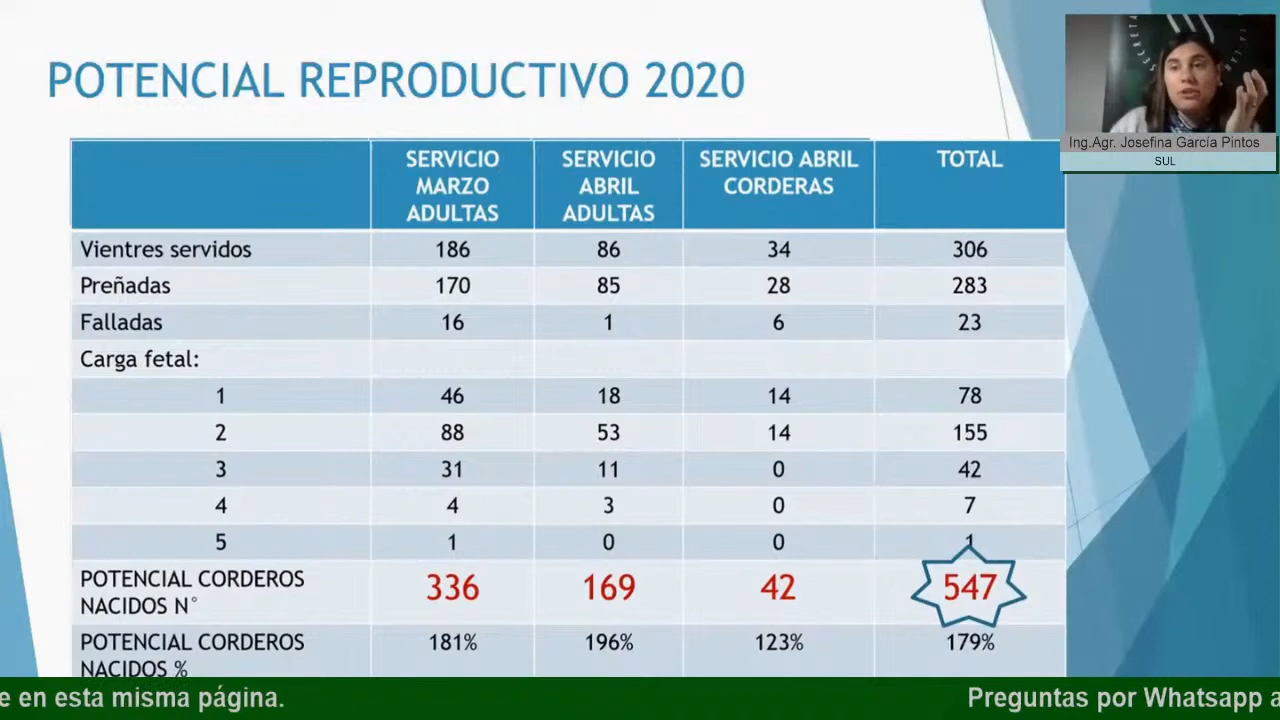 POTENCIAL REPRODUCTIVO 2020
Ing.Agr. Josefina García Pintos
SUL
SERVICIO MARZO ADULTAS SERVICIO ABRIL ADULTAS SERVICIO ABRIL CORDERAS TOTAL
Vientres servidos 186 86 34 306
Preñadas 170 85 28 283
Falladas 16 1 6 23
Carga fetal:
1 46 18 14 78
2 88 53 14 155
3 31 11 0 42
4 4 3 0 7
5 1 0 0 1
POTENCIAL CORDEROS NACIDOS N° 336 169 42 547
POTENCIAL CORDEROS NACIDOS % 181% 196% 123% 179%
e en esta misma página. Preguntas por Whatsapp a